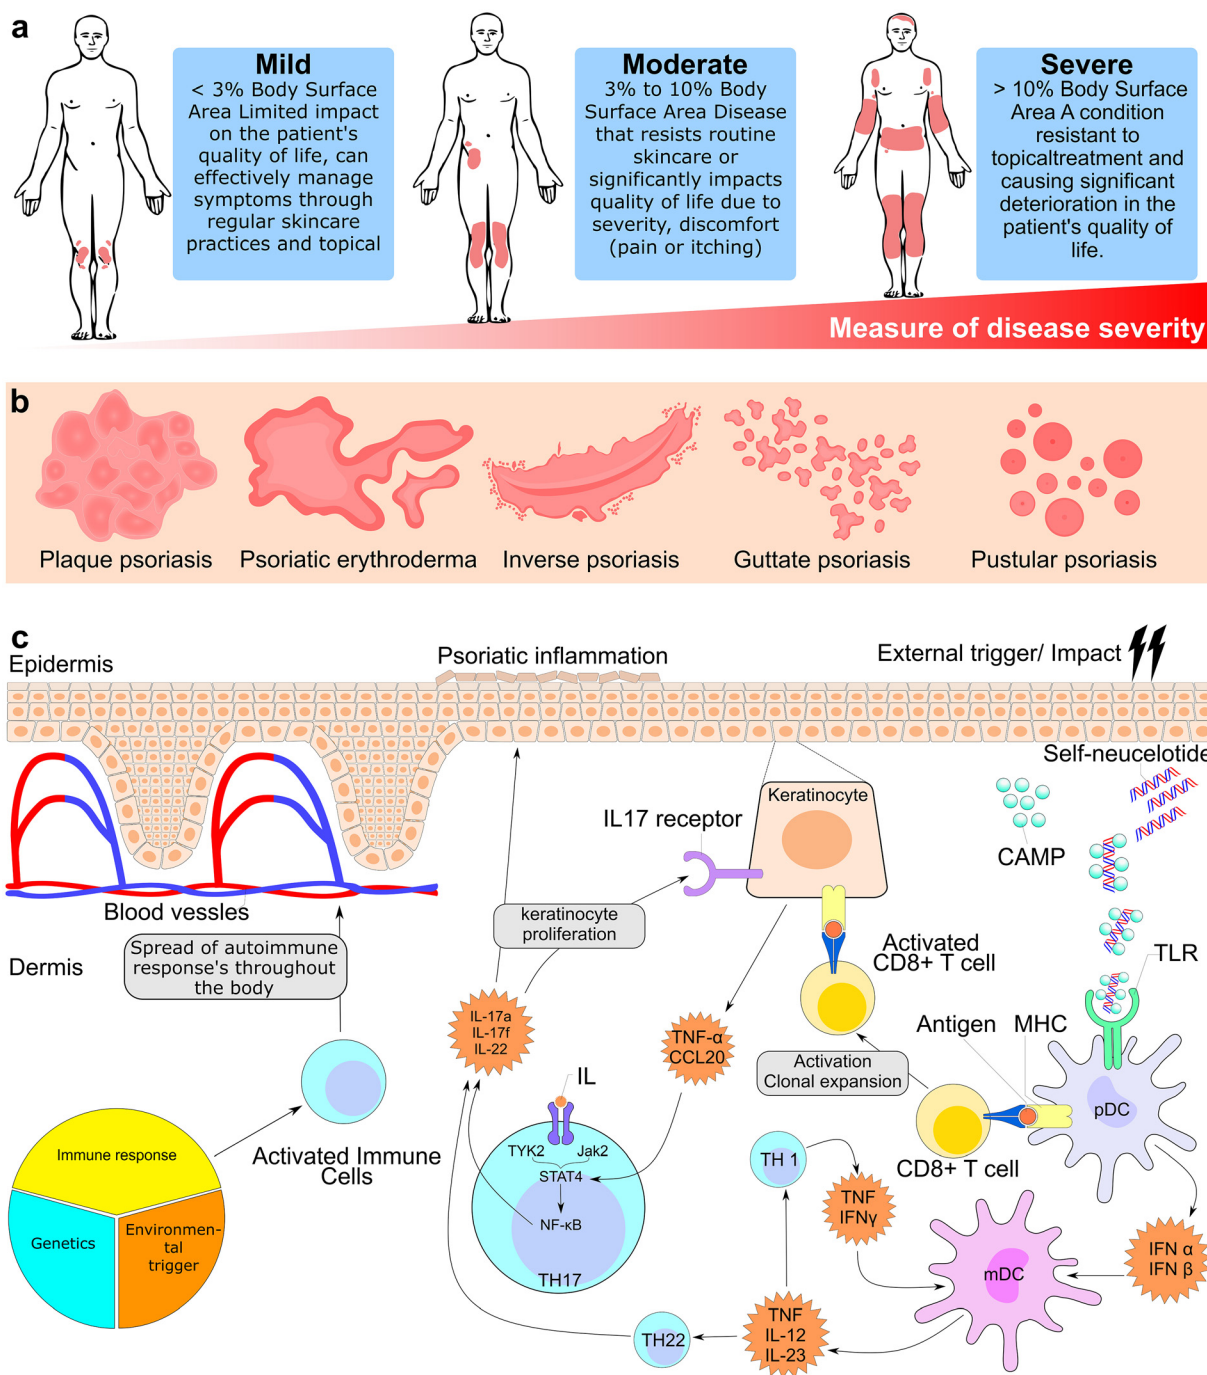 a
Mild
< 3% Body Surface
Area Limited impact
on the patient's
quality of life, can
effectively manage
symptoms through
regular skincare
practices and topical
Moderate
3% to 10% Body
Surface Area Disease
that resists routine
skincare or
significantly impacts
quality of life due to
severity, discomfort
(pain or itching)
Severe
> 10% Body Surface
Area A condition
resistant to
topicaltreatment and
causing significant
deterioration in the
patient's quality of
life.
Measure of disease severity
b
Plaque psoriasis
Psoriatic erythroderma
Inverse psoriasis
Guttate psoriasis
Pustular psoriasis
c
Epidermis
Psoriatic inflammation
External trigger/ Impact
Self-neucelotide
Keratinocyte
IL17 receptor
CAMP
Blood vessles
keratinocyte
proliferation
Spread of autoimmune
response's throughout
the body
Dermis
Activated
CD8+ T cell
TLR
IL-17a
IL-17f
IL-22
TNF-α
CCL20
Antigen
MHC
Activation
Clonal expansion
IL
pDC
TYK2
Jak2
STAT4
NF-κB
TH17
Activated Immune
Cells
Immune response
Genetics
Environmen-
tal
trigger
TH 1
CD8+ T cell
TNF
IFNγ
IFN α
IFN β
mDC
TNF
IL-12
IL-23
TH22